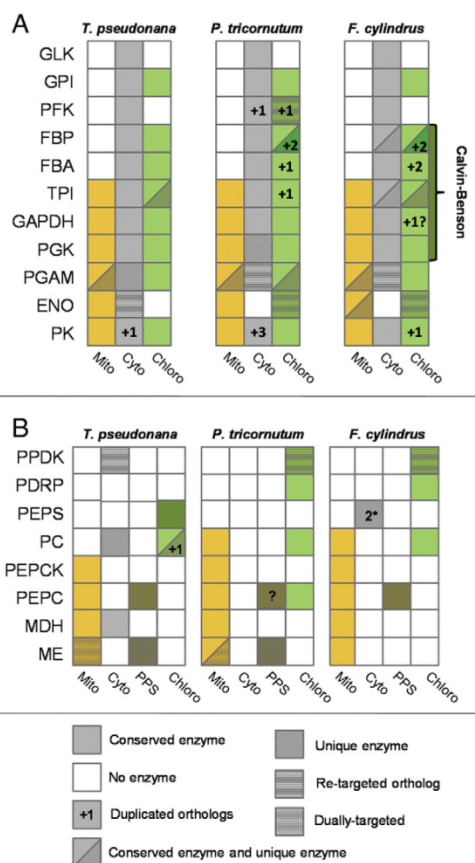 A
T. pseudonana P. tricornutum F. cylindrus
GLK
GPI
PFK +1 +1
FBP +2 +2
FBA +1 +2
TPI +1
GAPDH +1?
PGK
PGAM
ENO
PK +1 +3 +1
Calvin-Benson
Mito Cyto Chloro Mito Cyto Chloro Mito Cyto Chloro
B
T. pseudonana P. tricornutum F. cylindrus
PPDK
PDRP
PEPS 2*
PC +1
PEPCK
PEPC ?
MDH
ME
Mito Cyto PPS Chloro Mito Cyto PPS Chloro Mito Cyto PPS Chloro
Conserved enzyme Unique enzyme
No enzyme Re-targeted ortholog
+1 Duplicated orthologs Dually-targeted
Conserved enzyme and unique enzyme